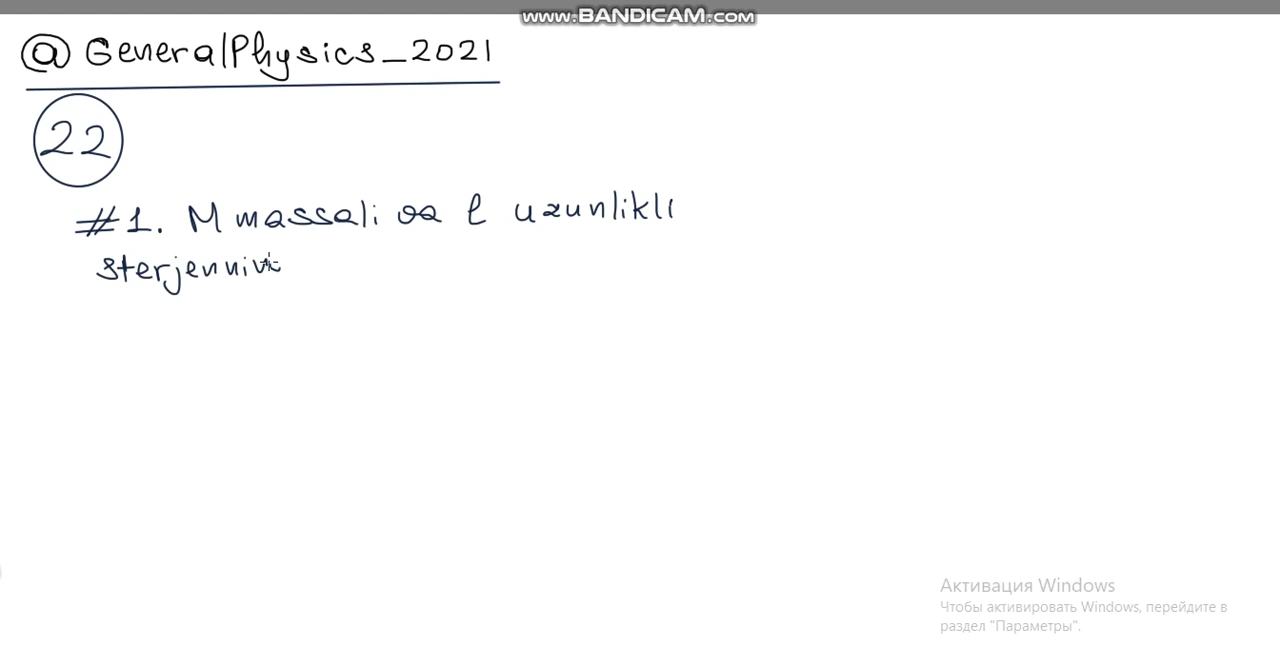 www.BANDICAM.com
@GeneralPhysics_2021
22
#1. M massali va l uzunlikli
sterjenni
Активация Windows
Чтобы активировать Windows, перейдите в
раздел "Параметры".